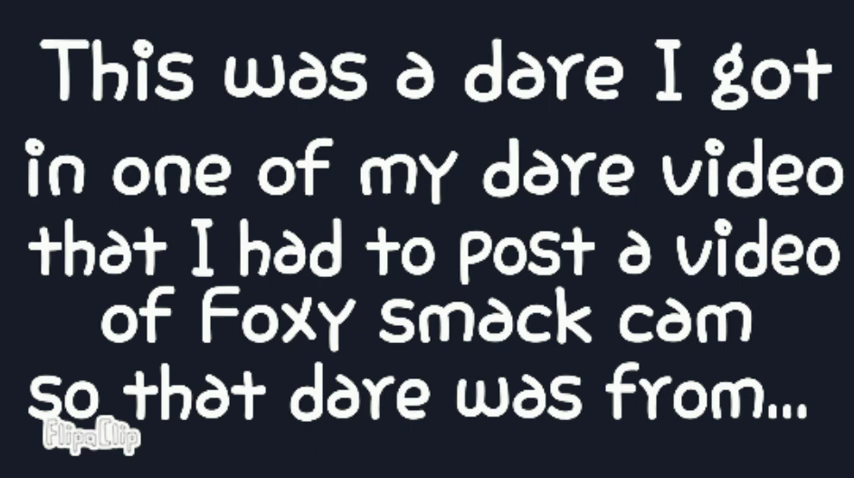 This was a dare I got
in one of my dare video
that I had to post a video
of Foxy smack cam
so that dare was from...
FlipaClip